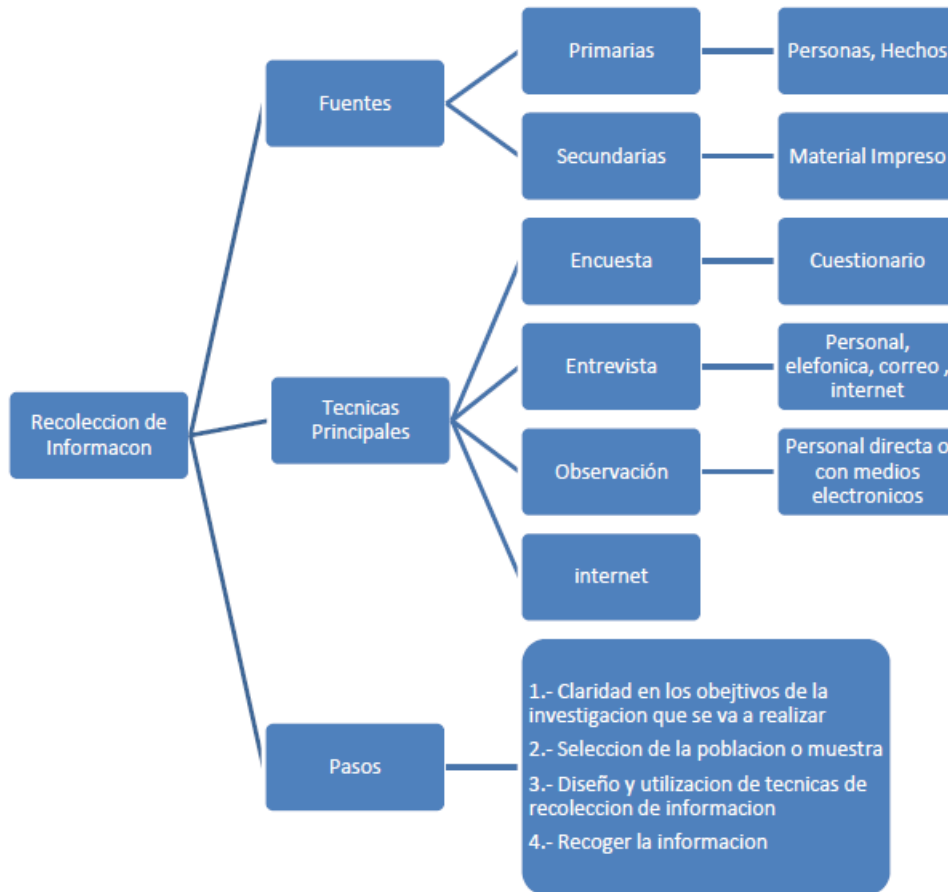 Primarias
Personas, Hechos
Fuentes
Secundarias
Material Impreso
Encuesta
Cuestionario
Entrevista
Personal,
elefonica, correo ,
internet
Recoleccion de
Informacon
Tecnicas
Principales
Observación
Personal directa o
con medios
electronicos
internet
Pasos
1.- Claridad en los obejtivos de la
investigacion que se va a realizar
2.- Seleccion de la poblacion o muestra
3.- Diseño y utilizacion de tecnicas de
recoleccion de informacion
4.- Recoger la informacion